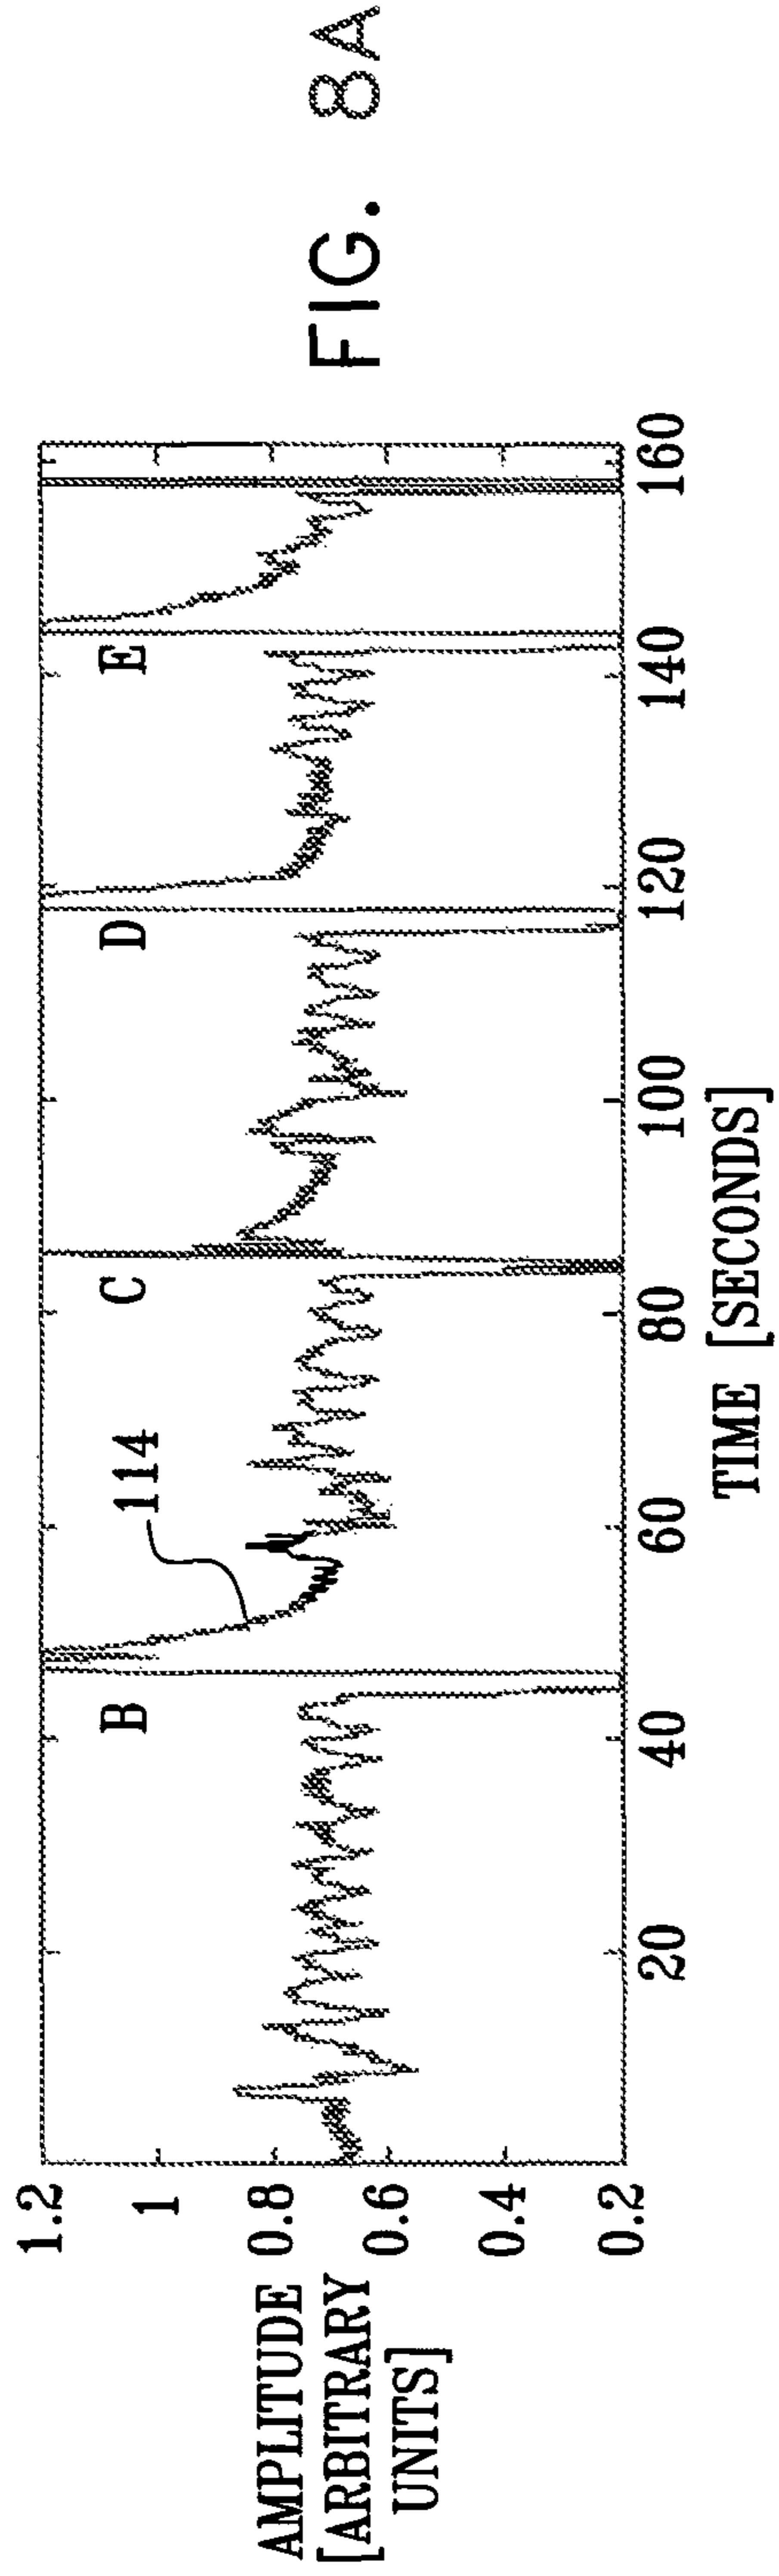 FIG. 8A
AMPLITUDE
[ARBITRARY
UNITS]
1.2
1
0.8
0.6
0.4
0.2
B
114
C
D
E
20
40
60
80
100
120
140
160
TIME [SECONDS]